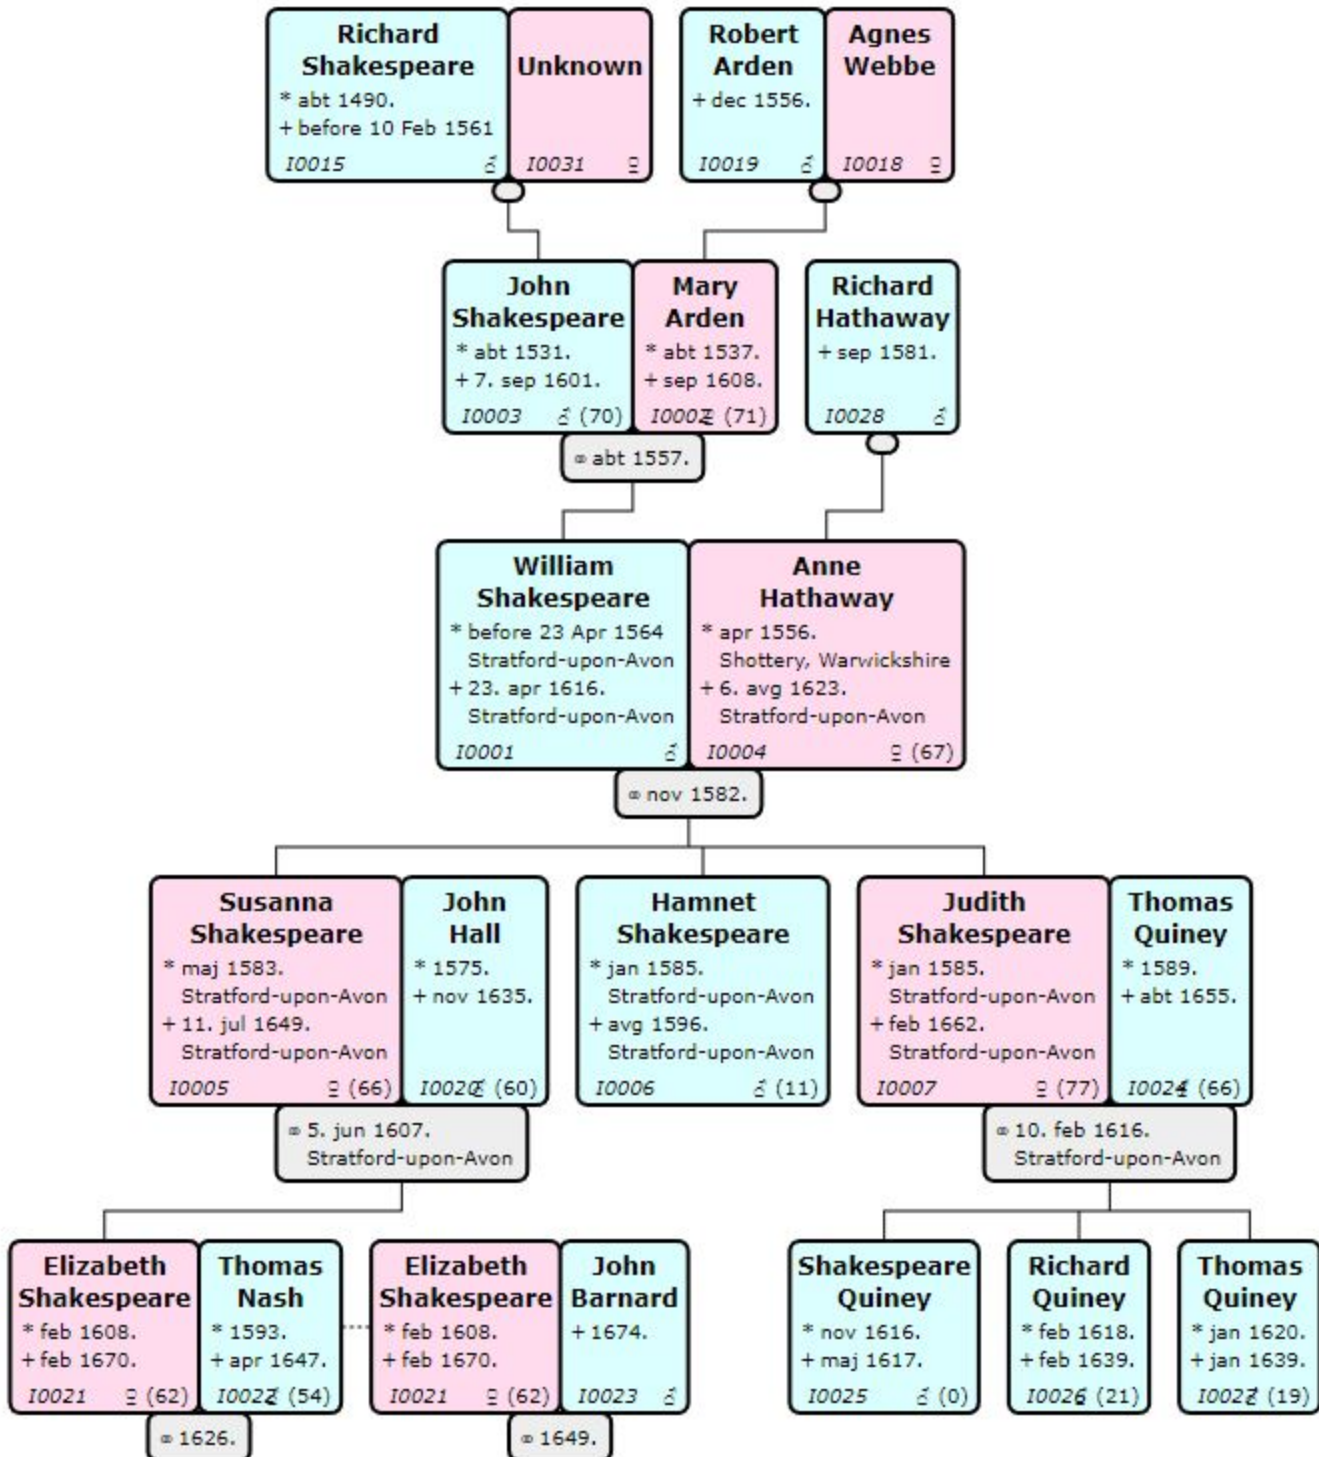 Richard
Shakespeare
* abt 1490.
+ before 10 Feb 1561
I0015 ♂
Unknown
I0031 ♀
Robert
Arden
+ dec 1556.
I0019 ♂
Agnes
Webbe
I0018 ♀
John
Shakespeare
* abt 1531.
+ 7. sep 1601.
I0003 ♂ (70)
Mary
Arden
* abt 1537.
+ sep 1608.
I0002 ♀ (71)
Richard
Hathaway
+ sep 1581.
I0028 ♂
⚭ abt 1557.
William
Shakespeare
* before 23 Apr 1564
Stratford-upon-Avon
+ 23. apr 1616.
Stratford-upon-Avon
I0001 ♂
Anne
Hathaway
* apr 1556.
Shottery, Warwickshire
+ 6. avg 1623.
Stratford-upon-Avon
I0004 ♀ (67)
⚭ nov 1582.
Susanna
Shakespeare
* maj 1583.
Stratford-upon-Avon
+ 11. jul 1649.
Stratford-upon-Avon
I0005 ♀ (66)
John
Hall
* 1575.
+ nov 1635.
I0020 ♂ (60)
Hamnet
Shakespeare
* jan 1585.
Stratford-upon-Avon
+ avg 1596.
Stratford-upon-Avon
I0006 ♂ (11)
Judith
Shakespeare
* jan 1585.
Stratford-upon-Avon
+ feb 1662.
Stratford-upon-Avon
I0007 ♀ (77)
Thomas
Quiney
* 1589.
+ abt 1655.
I0024 ♂ (66)
⚭ 5. jun 1607.
Stratford-upon-Avon
⚭ 10. feb 1616.
Stratford-upon-Avon
Elizabeth
Shakespeare
* feb 1608.
+ feb 1670.
I0021 ♀ (62)
Thomas
Nash
* 1593.
+ apr 1647.
I0022 ♂ (54)
Elizabeth
Shakespeare
* feb 1608.
+ feb 1670.
I0021 ♀ (62)
John
Barnard
+ 1674.
I0023 ♂
Shakespeare
Quiney
* nov 1616.
+ maj 1617.
I0025 ♂ (0)
Richard
Quiney
* feb 1618.
+ feb 1639.
I0026 ♂ (21)
Thomas
Quiney
* jan 1620.
+ jan 1639.
I0027 ♂ (19)
⚭ 1626.
⚭ 1649.